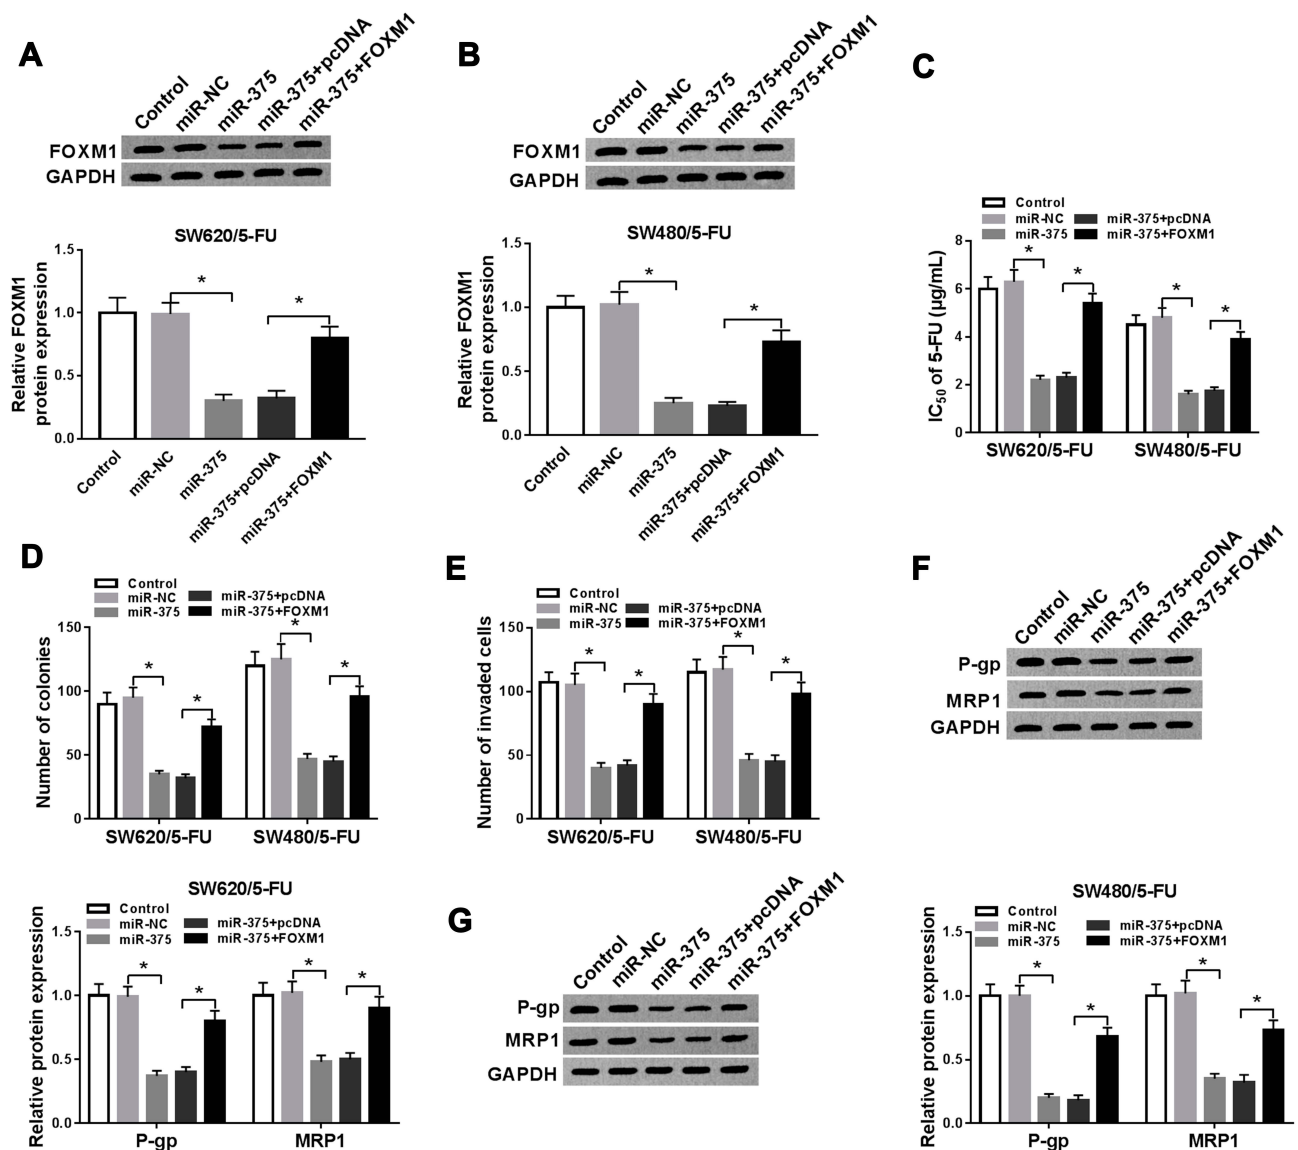 A
Control
miR-NC
miR-375
miR-375+pcDNA
miR-375+FOXM1
FOXM1
GAPDH
SW620/5-FU
Relative FOXM1
protein expression
1.5
1.0
0.5
0.0
*
*
Control
miR-NC
miR-375
miR-375+pcDNA
miR-375+FOXM1
B
Control
miR-NC
miR-375
miR-375+pcDNA
miR-375+FOXM1
FOXM1
GAPDH
SW480/5-FU
Relative FOXM1
protein expression
1.5
1.0
0.5
0.0
*
*
Control
miR-NC
miR-375
miR-375+pcDNA
miR-375+FOXM1
C
Control
miR-NC
miR-375
miR-375+pcDNA
miR-375+FOXM1
IC50 of 5-FU (μg/mL)
8
6
4
2
0
*
*
*
*
SW620/5-FU
SW480/5-FU
D
Control
miR-NC
miR-375
miR-375+pcDNA
miR-375+FOXM1
Number of colonies
150
100
50
0
*
*
*
*
SW620/5-FU
SW480/5-FU
E
Control
miR-NC
miR-375
miR-375+pcDNA
miR-375+FOXM1
Number of invaded cells
150
100
50
0
*
*
*
*
SW620/5-FU
SW480/5-FU
F
Control
miR-NC
miR-375
miR-375+pcDNA
miR-375+FOXM1
P-gp
MRP1
GAPDH
SW620/5-FU
Control
miR-NC
miR-375
miR-375+pcDNA
miR-375+FOXM1
Relative protein expression
1.5
1.0
0.5
0.0
*
*
*
*
P-gp
MRP1
G
Control
miR-NC
miR-375
miR-375+pcDNA
miR-375+FOXM1
P-gp
MRP1
GAPDH
SW480/5-FU
Control
miR-NC
miR-375
miR-375+pcDNA
miR-375+FOXM1
Relative protein expression
1.5
1.0
0.5
0.0
*
*
*
*
P-gp
MRP1